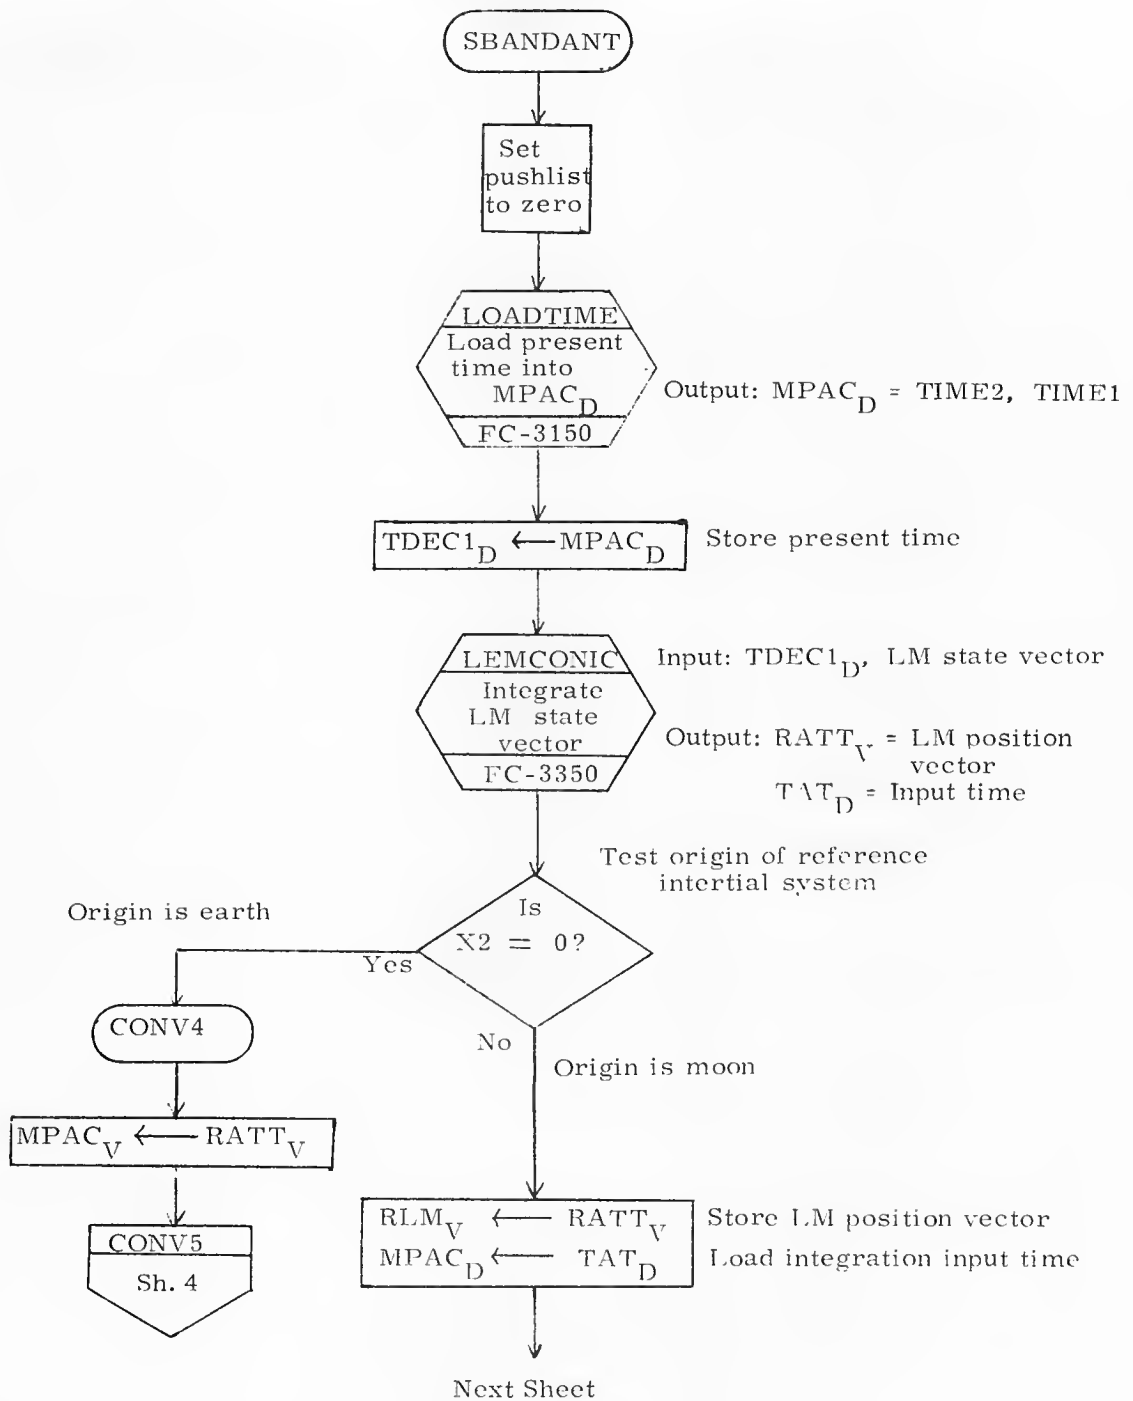 SBANDANT
Set
pushlist
to zero
LOADTIME
Load present
time into
MPAC_D
FC-3150
Output: MPAC_D = TIME2, TIME1
TDEC1_D ← MPAC_D
Store present time
LEMCONIC
Integrate
LM state
vector
FC-3350
Input: TDEC1_D, LM state vector
Output: RATT_V = LM position
vector
TAT_D = Input time
Test origin of reference
intertial system
Is
X2 = 0?
Origin is earth
Yes
CONV4
MPAC_V ← RATT_V
CONV5
Sh. 4
No
Origin is moon
RLM_V ← RATT_V
MPAC_D ← TAT_D
Store LM position vector
Load integration input time
Next Sheet